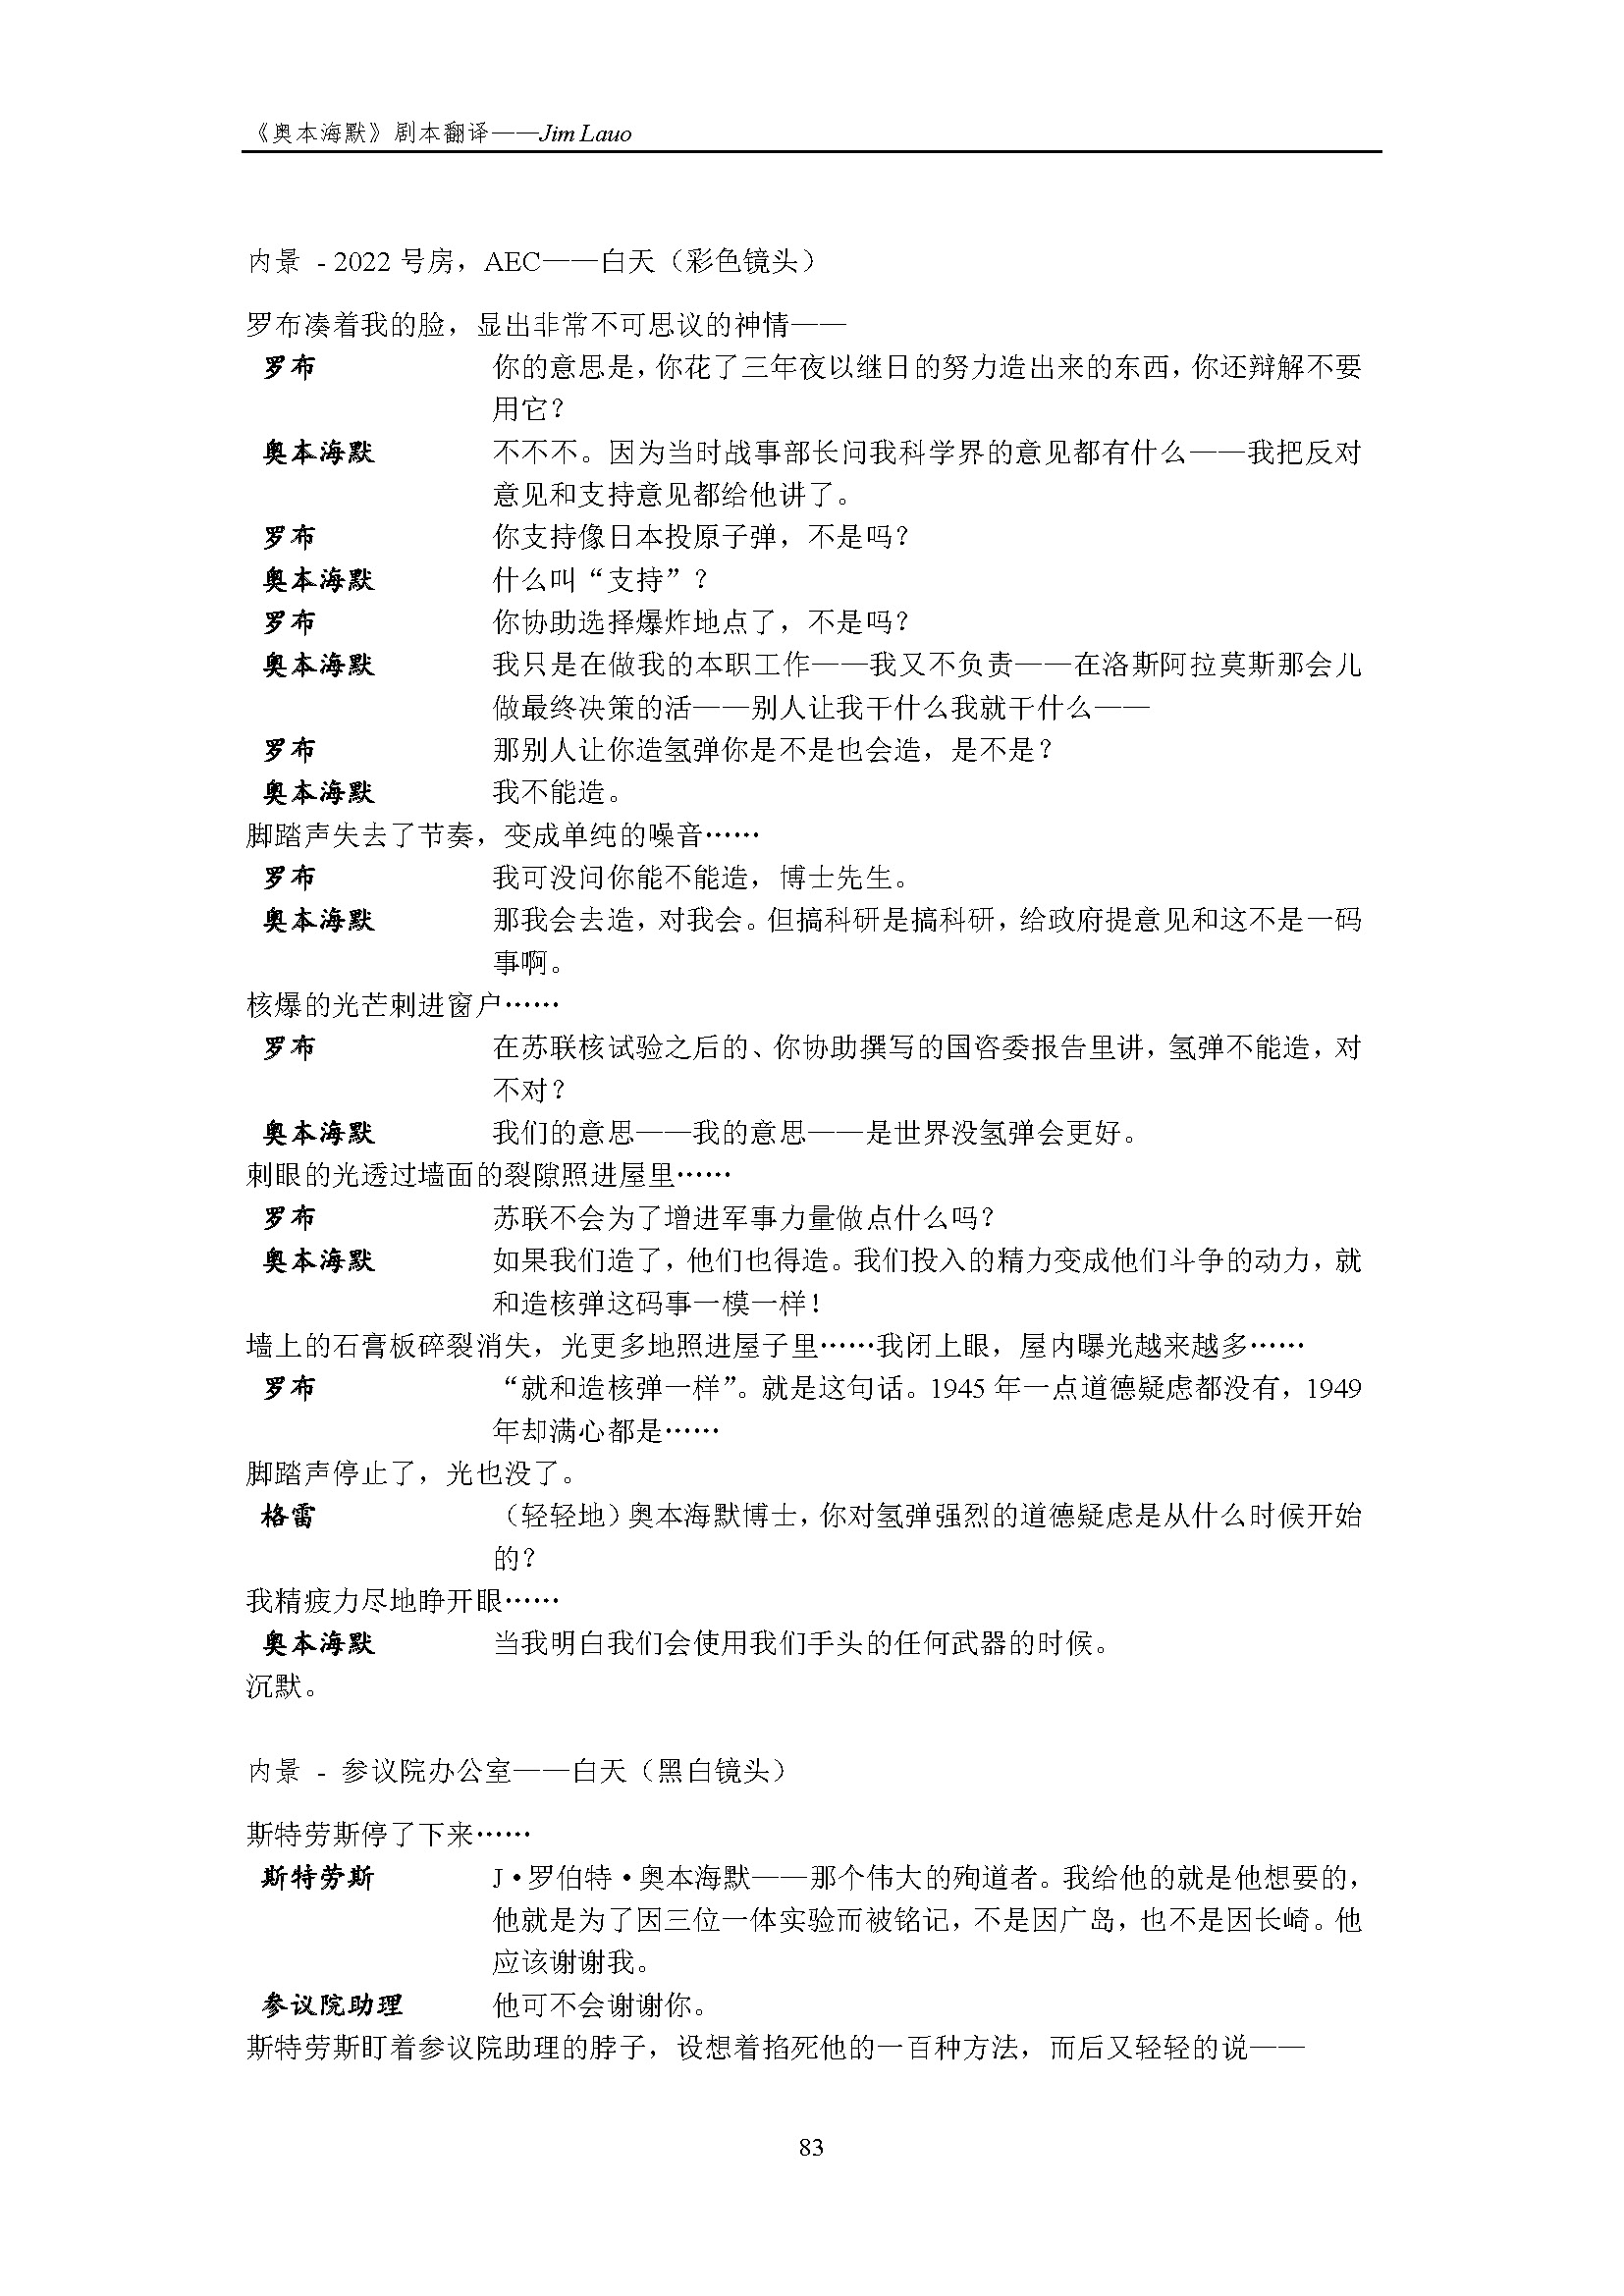 《奥本海默》剧本翻译——Jim Lauo
内景 - 2022 号房，AEC——白天（彩色镜头）
罗布凑着我的脸，显出非常不可思议的神情——
罗布 你的意思是，你花了三年夜以继日的努力造出来的东西，你还辩解不要
用它？
奥本海默 不不不。因为当时战事部长问我科学界的意见都有什么——我把反对
意见和支持意见都给他讲了。
罗布 你支持像日本投原子弹，不是吗？
奥本海默 什么叫“支持”？
罗布 你协助选择爆炸地点了，不是吗？
奥本海默 我只是在做我的本职工作——我又不负责——在洛斯阿拉莫斯那会儿
做最终决策的活——别人让我干什么我就干什么——
罗布 那别人让你造氢弹你是不是也会造，是不是？
奥本海默 我不能造。
脚踏声失去了节奏，变成单纯的噪音……
罗布 我可没问你能不能造，博士先生。
奥本海默 那我会去造，对我会。但搞科研是搞科研，给政府提意见和这不是一码
事啊。
核爆的光芒刺进窗户……
罗布 在苏联核试验之后的、你协助撰写的国咨委报告里讲，氢弹不能造，对
不对？
奥本海默 我们的意思——我的意思——是世界没氢弹会更好。
刺眼的光透过墙面的裂隙照进屋里……
罗布 苏联不会为了增进军事力量做点什么吗？
奥本海默 如果我们造了，他们也得造。我们投入的精力变成他们斗争的动力，就
和造核弹这码事一模一样！
墙上的石膏板碎裂消失，光更多地照进屋子里……我闭上眼，屋内曝光越来越多……
罗布 “就和造核弹一样”。就是这句话。1945 年一点道德疑虑都没有，1949
年却满心都是……
脚踏声停止了，光也没了。
格雷 （轻轻地）奥本海默博士，你对氢弹强烈的道德疑虑是从什么时候开始
的？
我精疲力尽地睁开眼……
奥本海默 当我明白我们会使用我们手头的任何武器的时候。
沉默。
内景 - 参议院办公室——白天（黑白镜头）
斯特劳斯停了下来……
斯特劳斯 J·罗伯特·奥本海默——那个伟大的殉道者。我给他的就是他想要的，
他就是为了因三位一体实验而被铭记，不是因广岛，也不是因长崎。他
应该谢谢我。
参议院助理 他可不会谢谢你。
斯特劳斯盯着参议院助理的脖子，设想着掐死他的一百种方法，而后又轻轻的说——
83